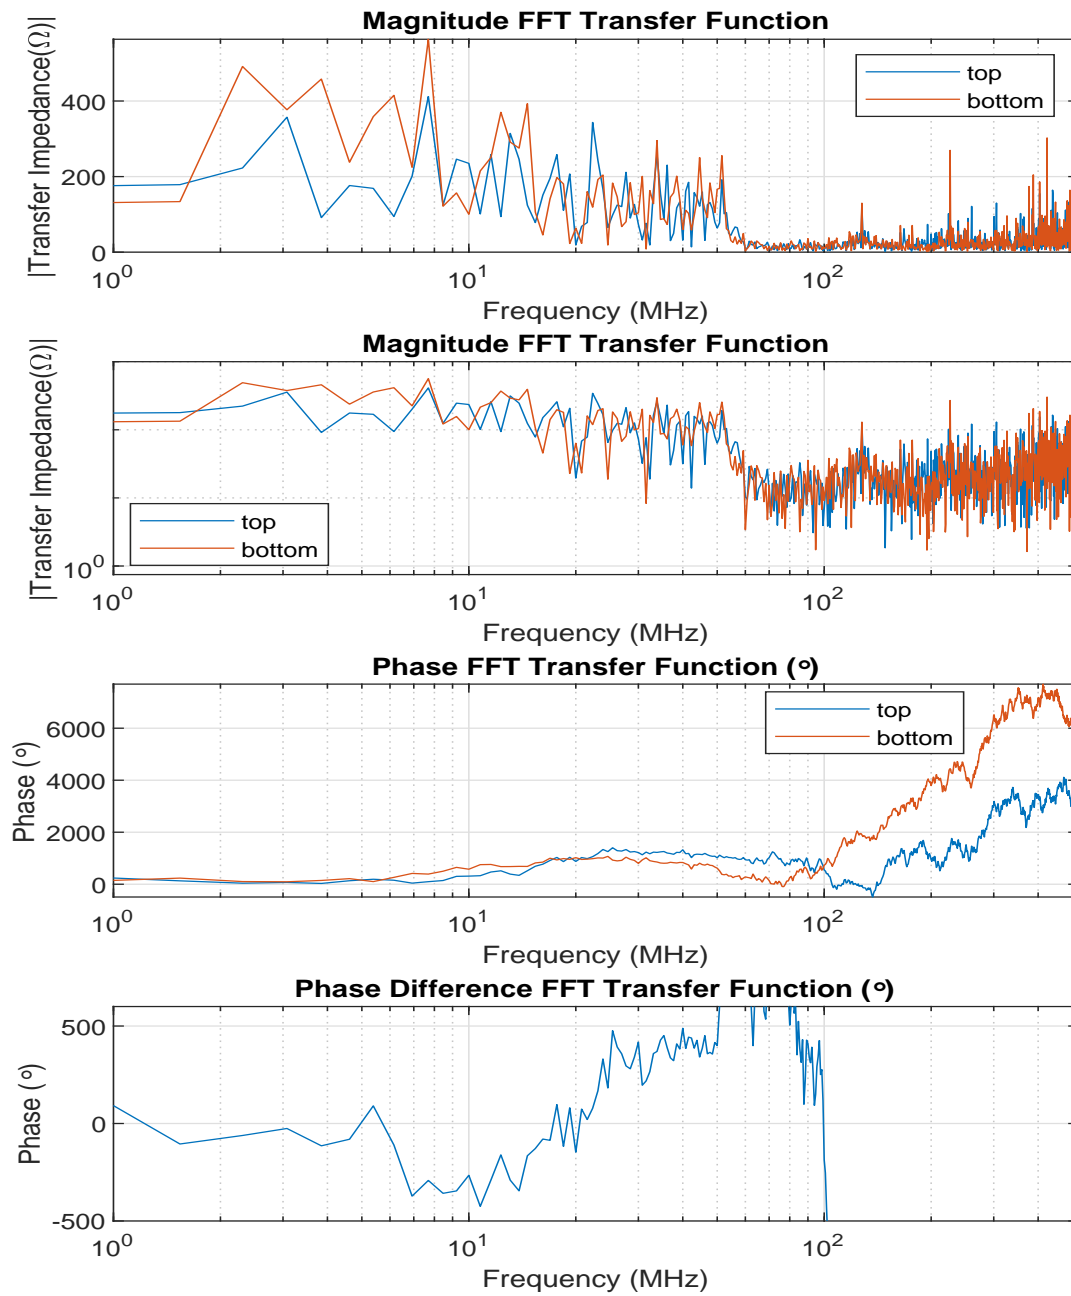 Magnitude FFT Transfer Function
|Transfer Impedance(Ω)|
400
200
0
top
bottom
10^0
10^1
10^2
Frequency (MHz)
Magnitude FFT Transfer Function
|Transfer Impedance(Ω)|
10^0
top
bottom
10^0
10^1
10^2
Frequency (MHz)
Phase FFT Transfer Function (°)
Phase (°)
6000
4000
2000
0
top
bottom
10^0
10^1
10^2
Frequency (MHz)
Phase Difference FFT Transfer Function (°)
Phase (°)
500
0
-500
10^0
10^1
10^2
Frequency (MHz)